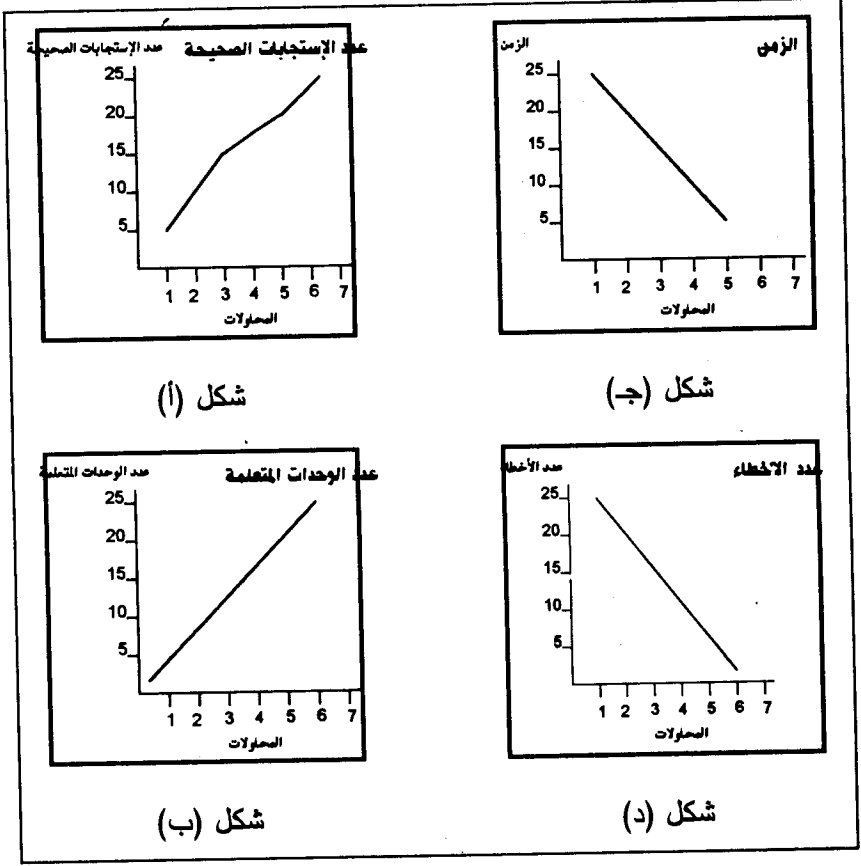 عدد الإستجابات الصحيحة
عدد الإستجابات الصحيحة
25
20
15
10
5
1 2 3 4 5 6 7
المحاولات
شكل (أ)
الزمن
الزمن
25
20
15
10
5
1 2 3 4 5 6 7
المحاولات
شكل (جـ)
عدد الوحدات المتعلمة
عدد الوحدات المتعلمة
25
20
15
10
5
1 2 3 4 5 6 7
المحاولات
شكل (ب)
عدد الاخطاء
عدد الأخطا
25
20
15
10
5
1 2 3 4 5 6 7
المحاولات
شكل (د)